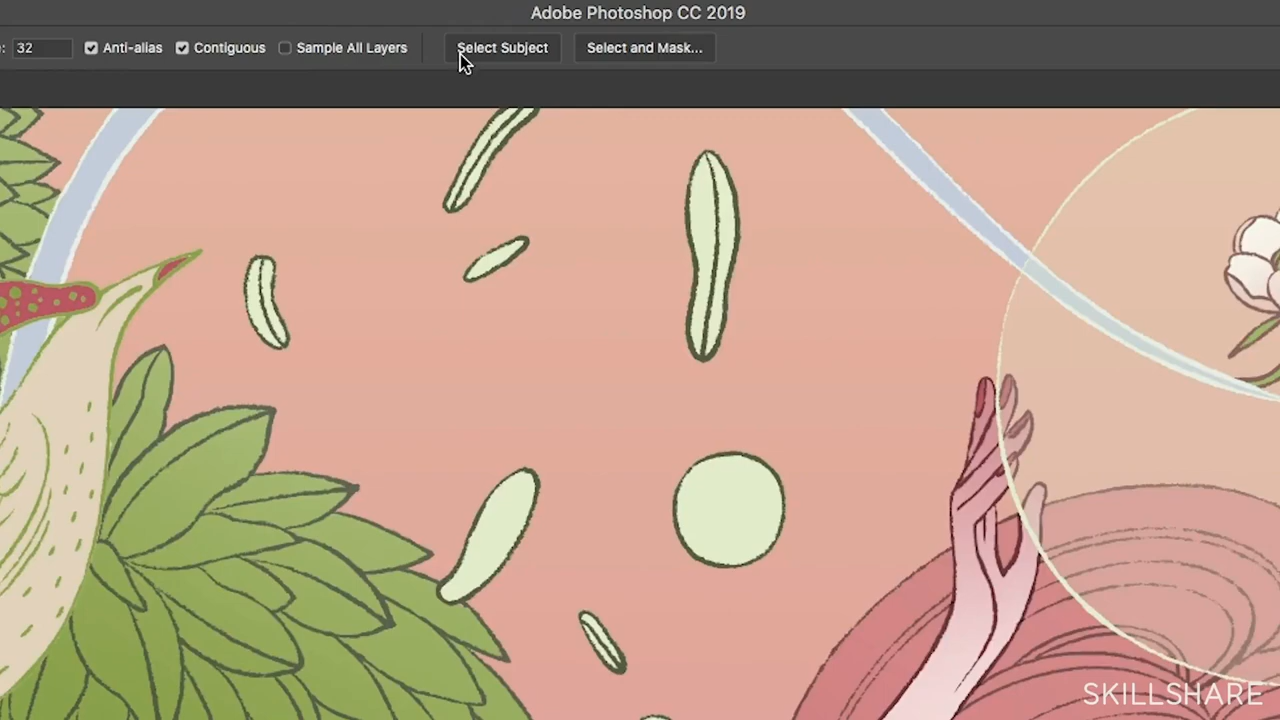 Adobe Photoshop CC 2019
: 32 Anti-alias Contiguous Sample All Layers Select Subject Select and Mask...
SKILLSHARE